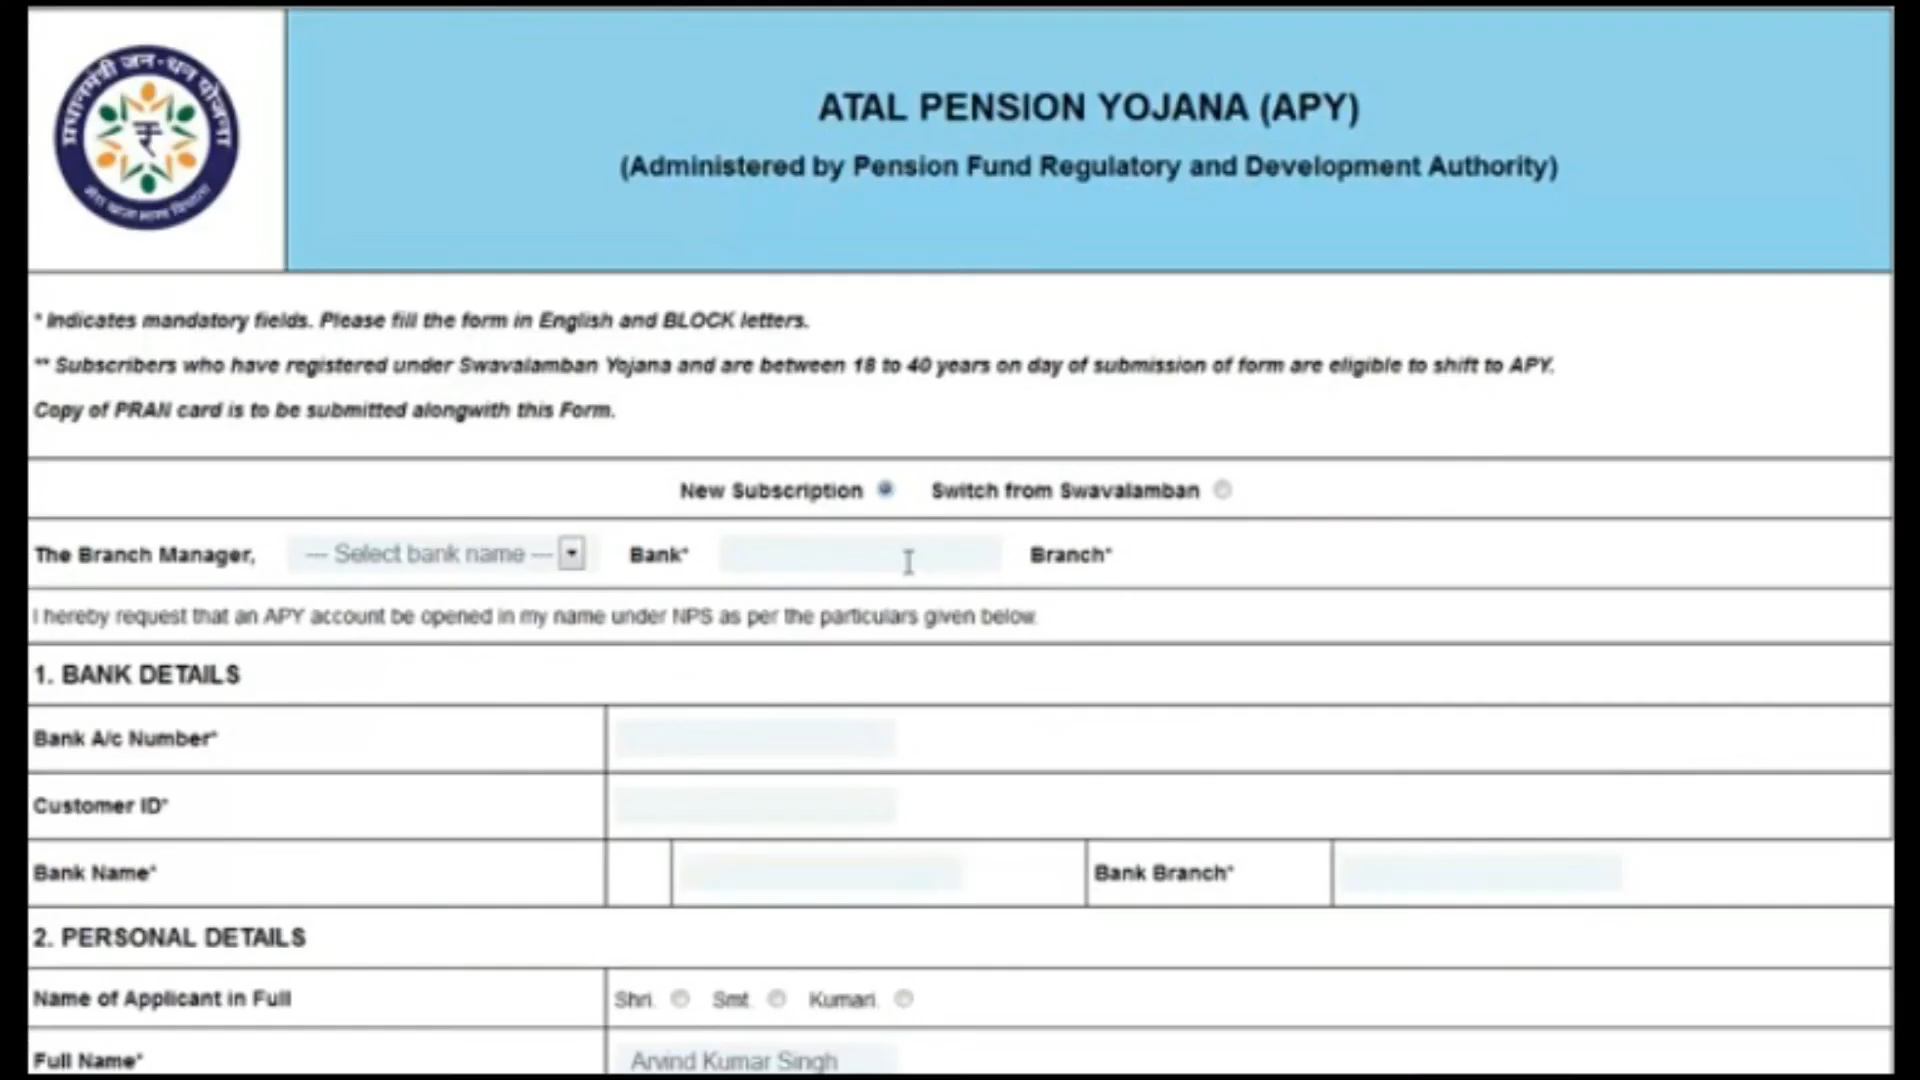 प्रधानमंत्री जन-धन योजना
ATAL PENSION YOJANA (APY)
(Administered by Pension Fund Regulatory and Development Authority)
* Indicates mandatory fields. Please fill the form in English and BLOCK letters.
** Subscribers who have registered under Swavalamban Yojana and are between 18 to 40 years on day of submission of form are eligible to shift to APY.
Copy of PRAN card is to be submitted alongwith this Form.
New Subscription Switch from Swavalamban
The Branch Manager, --- Select bank name --- Bank* Branch*
I hereby request that an APY account be opened in my name under NPS as per the particulars given below.
1. BANK DETAILS
Bank A/c Number*
Customer ID*
Bank Name* Bank Branch*
2. PERSONAL DETAILS
Name of Applicant in Full Shri. Smt. Kumari.
Full Name* Arvind Kumar Singh